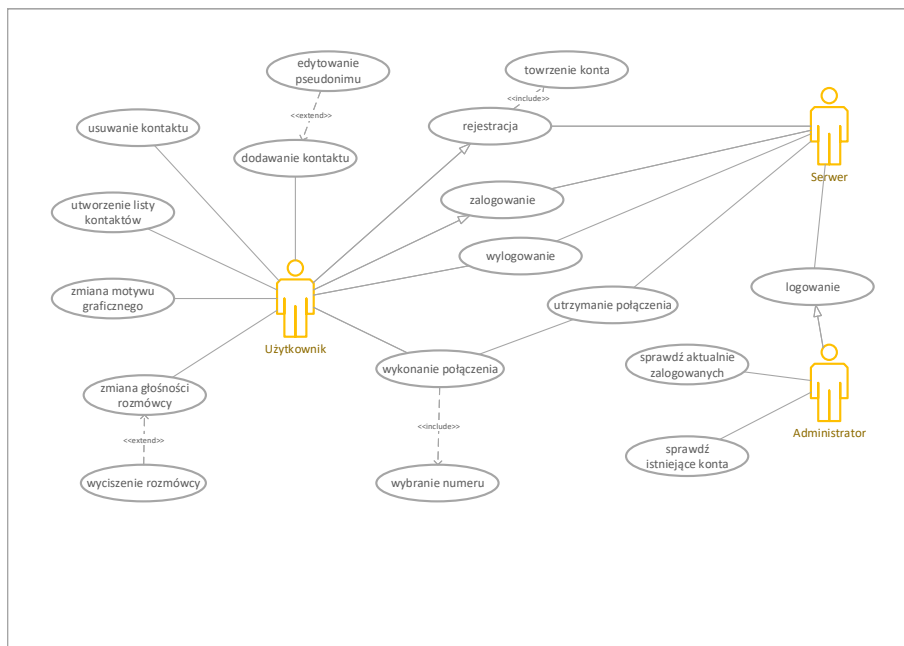 edytowanie
pseudonimu
towrzenie konta
<<include>>
<<extend>>
usuwanie kontaktu
rejestracja
dodawanie kontaktu
Serwer
zalogowanie
utworzenie listy
kontaktów
wylogowanie
logowanie
zmiana motywu
graficznego
utrzymanie połączenia
Użytkownik
sprawdź aktualnie
zalogowanych
wykonanie połączenia
zmiana głośności
rozmówcy
Administrator
<<include>>
<<extend>>
sprawdź
istniejące konta
wyciszenie rozmówcy
wybranie numeru